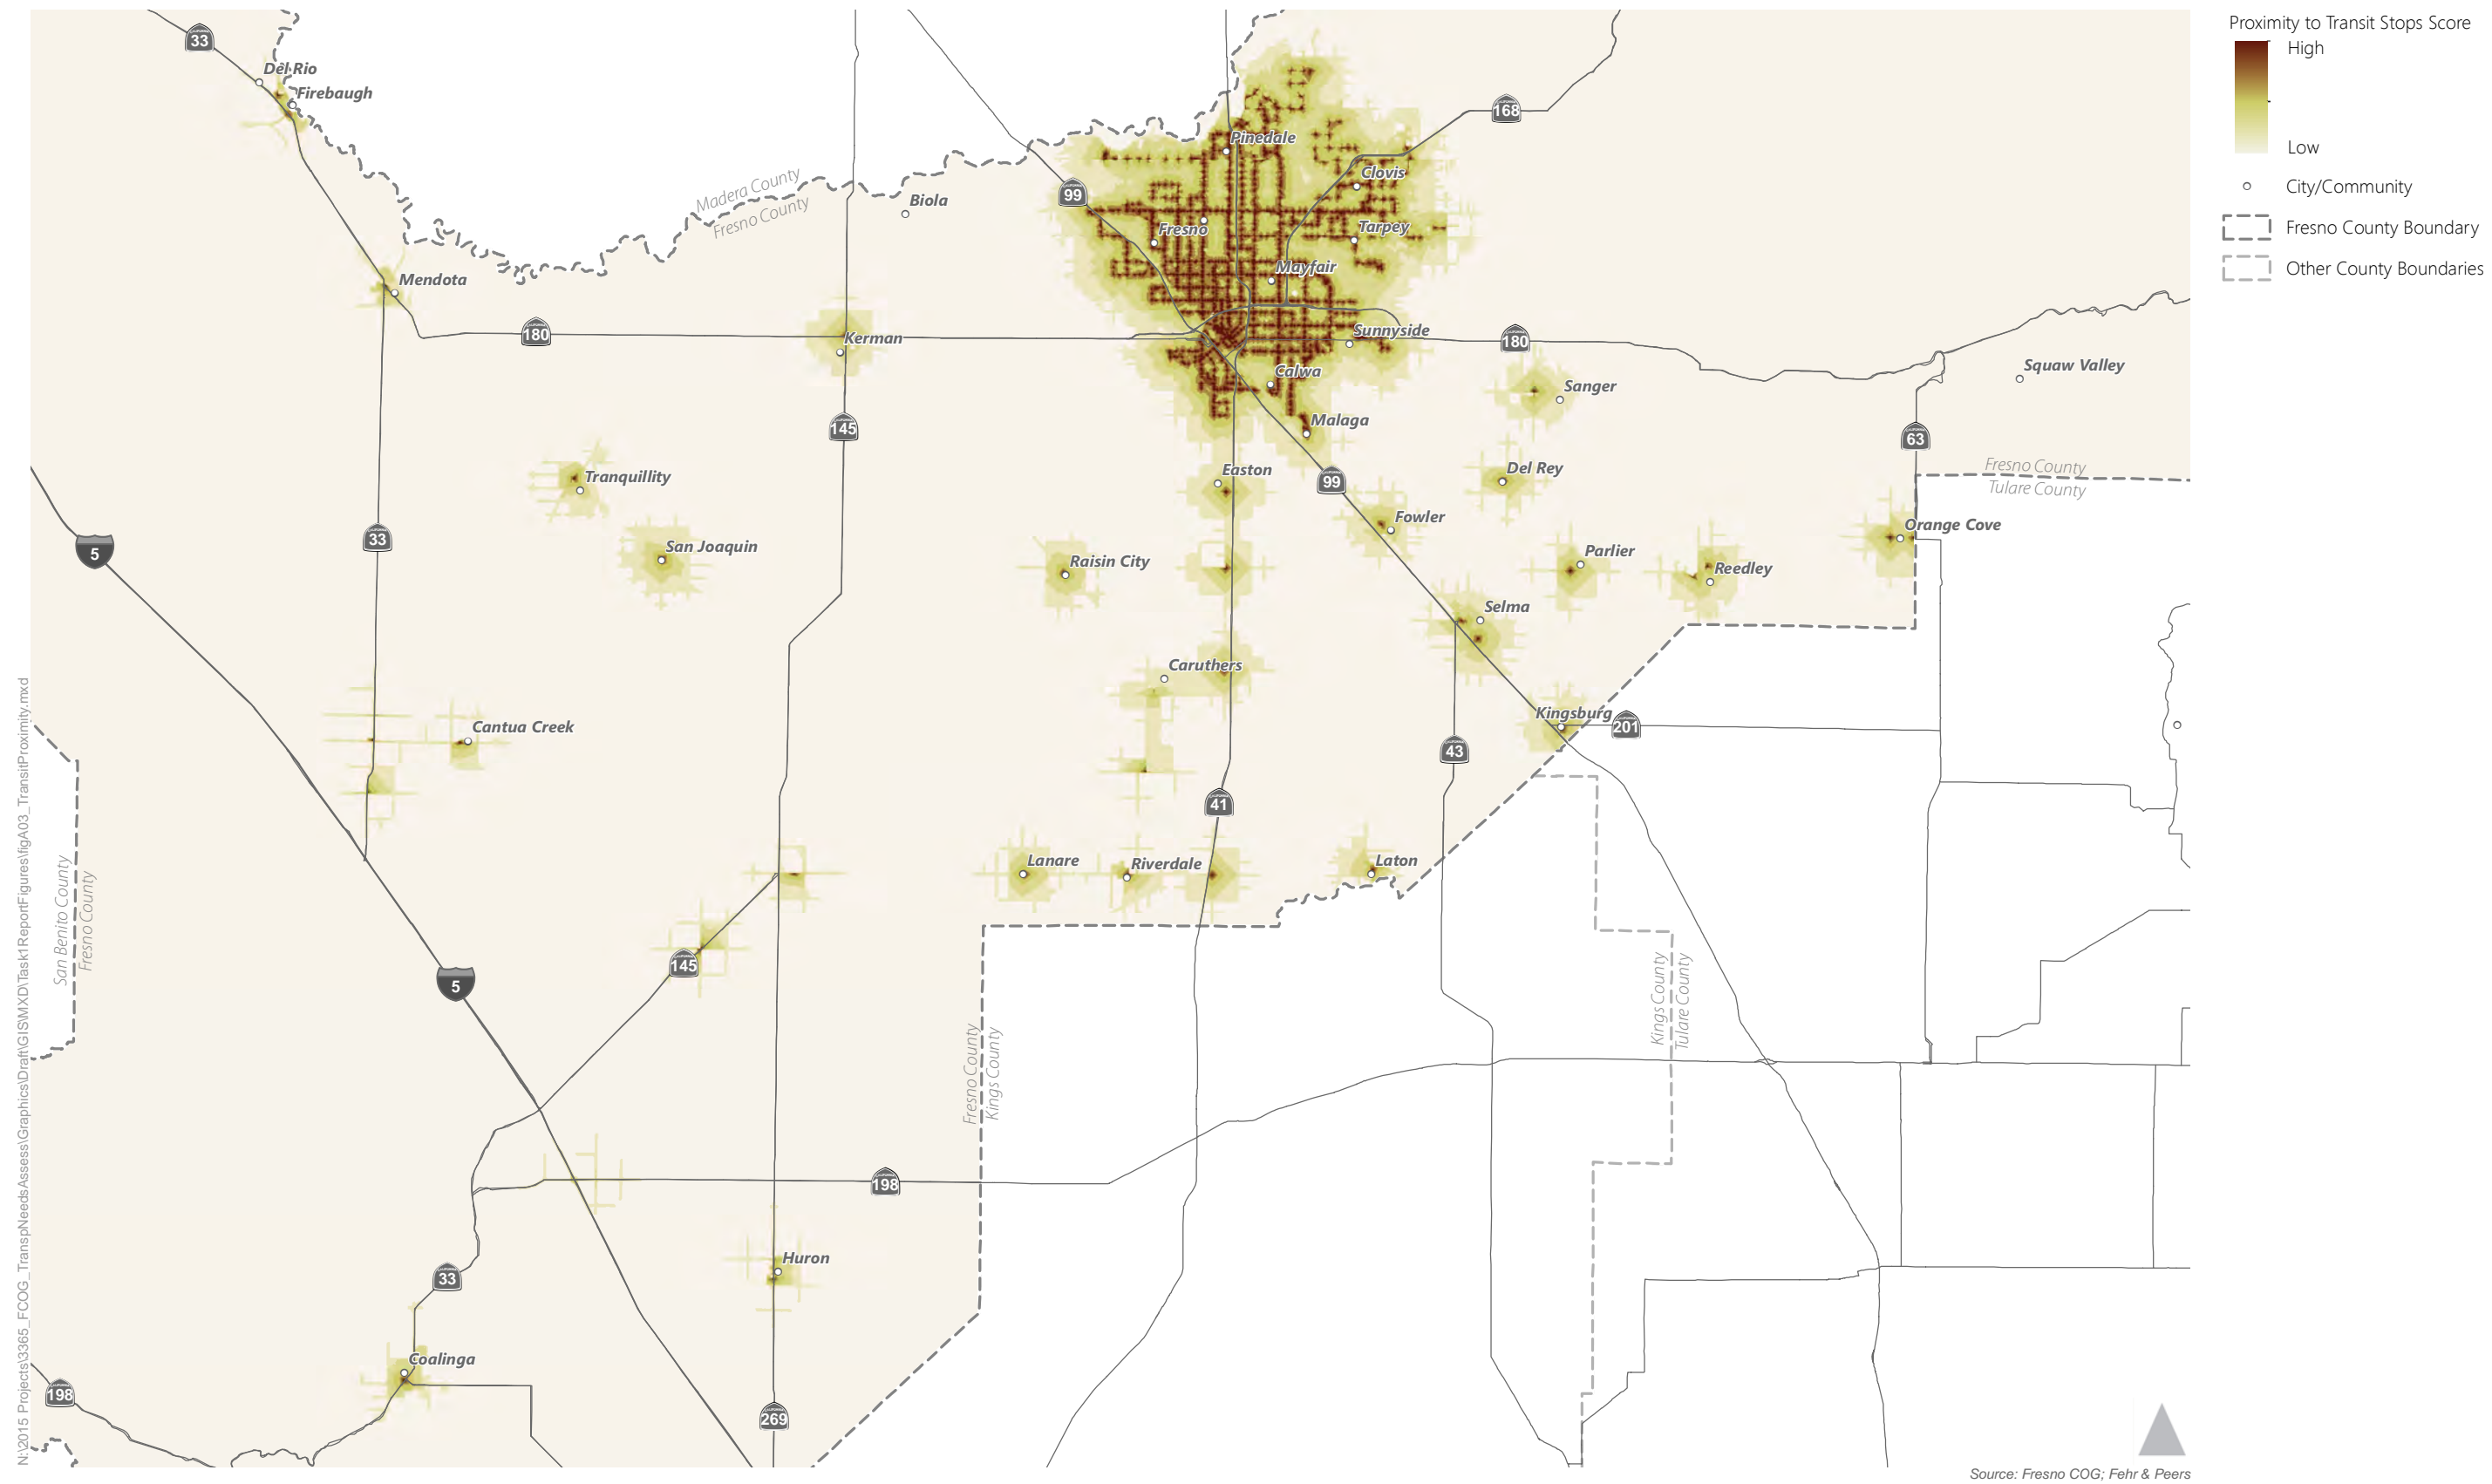 Proximity to Transit Stops Score
High
Low
City/Community
Fresno County Boundary
Other County Boundaries
33
Del Rio
Firebaugh
168
Pinedale
Clovis
Madera County
Fresno County
99
Biola
Fresno
Tarpey
Mendota
Mayfair
180
Kerman
Sunnyside
180
Squaw Valley
Calwa
Sanger
145
Malaga
63
Tranquillity
Easton
Del Rey
Fresno County
Tulare County
99
33
5
San Joaquin
Fowler
Orange Cove
Raisin City
Parlier
Reedley
Selma
Caruthers
Cantua Creek
Kingsburg
201
43
41
Lanare
Riverdale
Laton
San Benito County
Fresno County
145
5
Kings County
Tulare County
Fresno County
Kings County
198
Huron
33
Coalinga
198
269
N:\2015 Projects\3365_FCOG_TranspNeedsAssess\Graphics\Draft\GIS\MXD\Task1ReportFigures\figA03_TransitProximity.mxd
Source: Fresno COG; Fehr & Peers